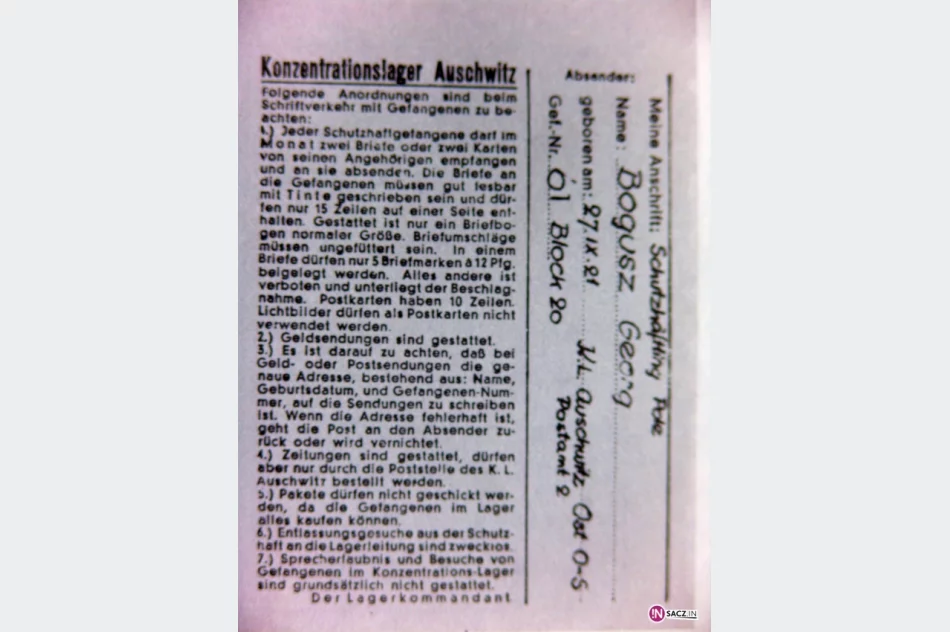 Konzentrationslager Auschwitz
Folgende Anordnungen sind beim
Schriftverkehr mit Gefangenen zu be-
achten:
1.) Jeder Schutzhaftgefangene darf im
Monat zwei Briefe oder zwei Karten
von seinen Angehörigen empfangen
und an sie absenden. Die Briefe an
die Gefangenen müssen gut lesbar
mit Tinte geschrieben sein und dür-
fen nur 15 Zeilen auf einer Seite ent-
halten. Gestattet ist nur ein Briefbo-
gen normaler Größe. Briefumschläge
müssen ungefüttert sein. In einem
Briefe dürfen nur 5 Briefmarken à 12 Pfg.
beigelegt werden. Alles andere ist
verboten und unterliegt der Beschlag-
nahme. Postkarten haben 10 Zeilen.
Lichtbilder dürfen als Postkarten nicht
verwendet werden.
2.) Geldsendungen sind gestattet.
3.) Es ist darauf zu achten, daß bei
Geld- oder Postsendungen die ge-
naue Adresse, bestehend aus: Name,
Geburtsdatum, und Gefangenen-Num-
mer, auf die Sendungen zu schreiben
ist. Wenn die Adresse fehlerhaft ist,
geht die Post an den Absender zu-
rück oder wird vernichtet.
4.) Zeitungen sind gestattet, dürfen
aber nur durch die Poststelle des K. L.
Auschwitz bestellt werden.
5.) Pakete dürfen nicht geschickt wer-
den, da die Gefangenen im Lager
alles kaufen können.
6.) Entlassungsgesuche aus der Schutz-
haft an die Lagerleitung sind zwecklos.
7.) Sprecherlaubnis und Besuche von
Gefangenen im Konzentrations-Lager
sind grundsätzlich nicht gestattet.
Der Lagerkommandant
Absender:
Meine Anschrift: Schutzhäftling
Name: Bogusz Georg
geboren am: 27.IX.21 K.L. Auschwitz Ost O-S
Gef.-Nr. 61 Block 20 Postamt 2
IN SACZ.IN